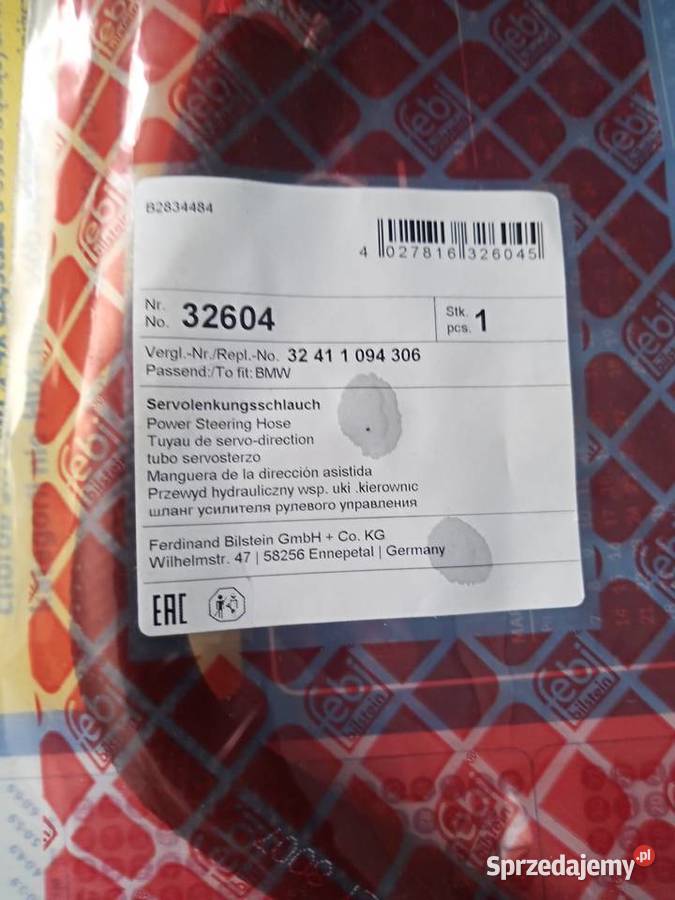 B2834484
4 027816 326045
Nr.
No. 32604
Stk.
pcs. 1
Vergl.-Nr./Repl.-No. 32 41 1 094 306
Passend:/To fit: BMW
Servolenkungsschlauch
Power Steering Hose
Tuyau de servo-direction
tubo servosterzo
Manguera de la dirección asistida
Przewyd hydrauliczny wsp. uki .kierownic
шланг усилителя рулевого управления
Ferdinand Bilstein GmbH + Co. KG
Wilhelmstr. 47 | 58256 Ennepetal | Germany
EAC
febi
bilstein
Sprzedajemy.pl